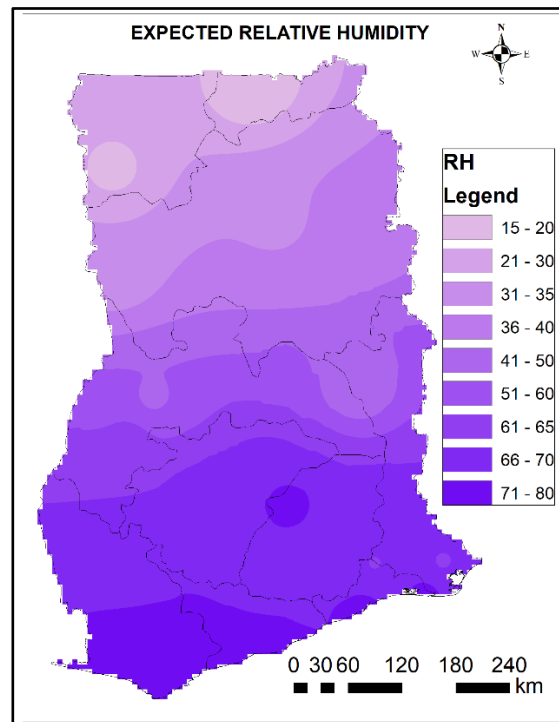 EXPECTED RELATIVE HUMIDITY
N
W E
S
RH
Legend
15 - 20
21 - 30
31 - 35
36 - 40
41 - 50
51 - 60
61 - 65
66 - 70
71 - 80
0 30 60 120 180 240
km